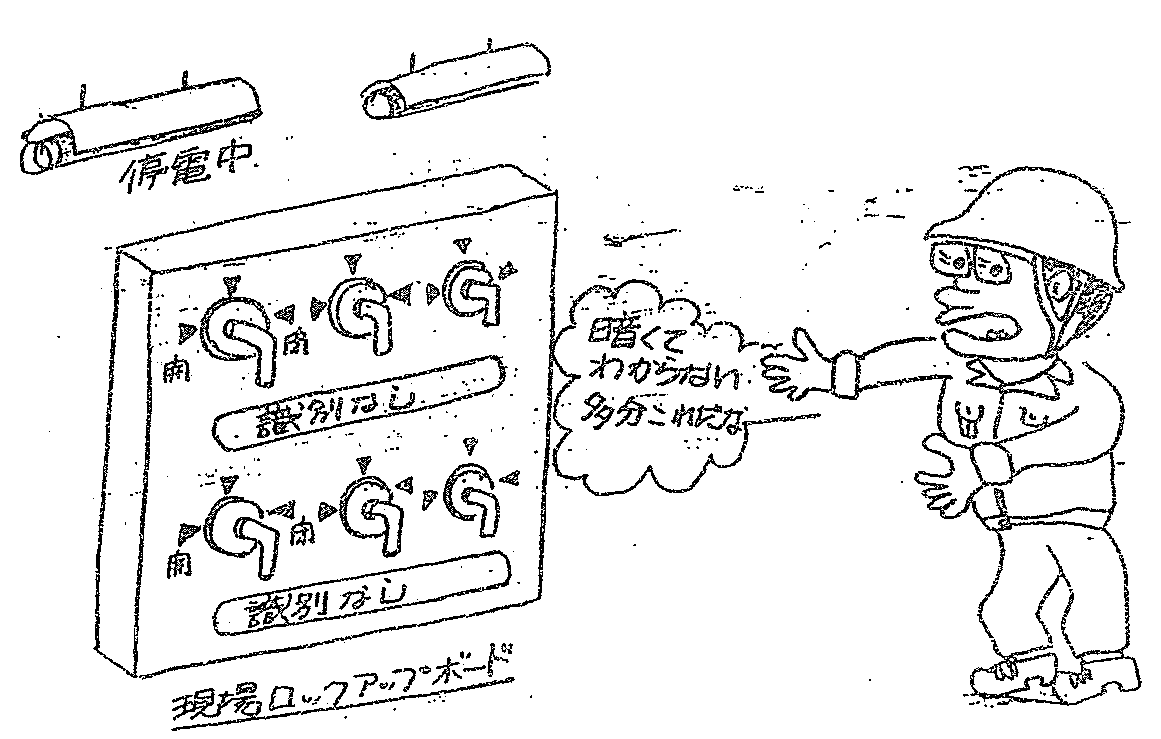 停電中
開
閉
識別なし
暗くて
わからない
多分これだな
開
閉
識別なし
現場ロックアップボード